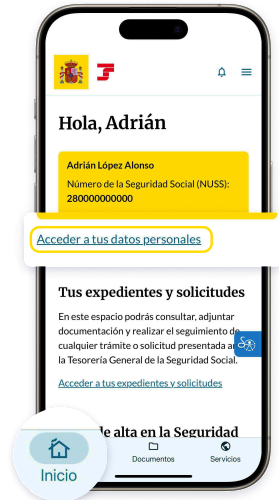 Hola, Adrián
Adrián López Alonso
Número de la Seguridad Social (NUSS):
280000000000
Acceder a tus datos personales
Tus expedientes y solicitudes
En este espacio podrás consultar, adjuntar
documentación y realizar el seguimiento de
cualquier trámite o solicitud presentada
la Tesorería General de la Seguridad Social.
Acceder a tus expedientes y solicitudes
de alta en la Seguridad
Inicio
Documentos
Servicios